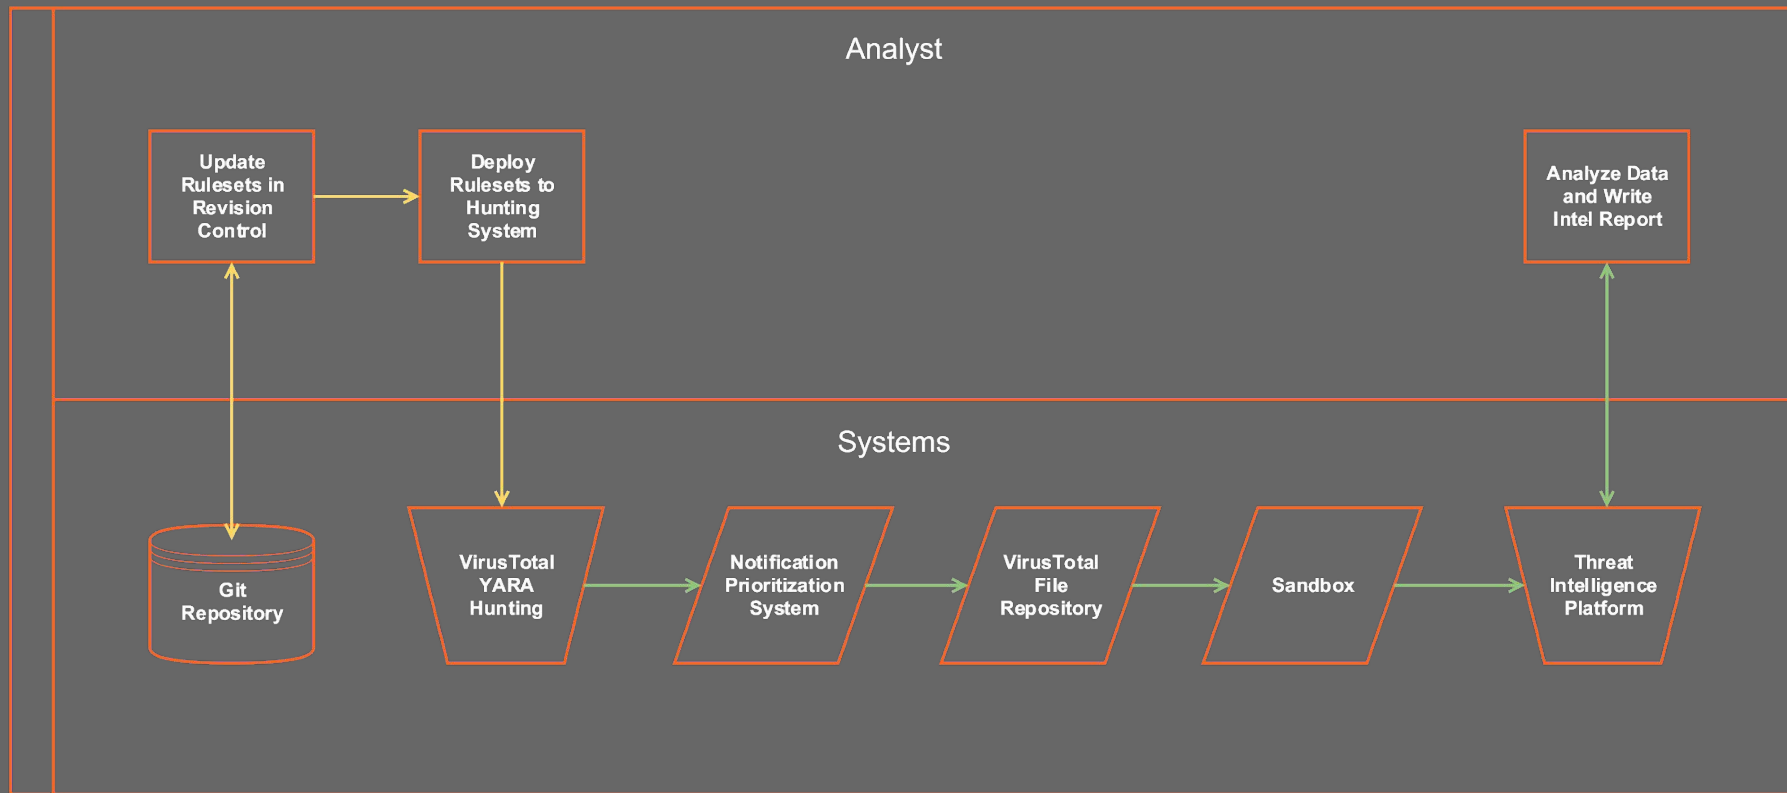 Analyst
Update
Rulesets in
Revision
Control
Deploy
Rulesets to
Hunting
System
Analyze Data
and Write
Intel Report
Systems
Git
Repository
VirusTotal
YARA
Hunting
Notification
Prioritization
System
VirusTotal
File
Repository
Sandbox
Threat
Intelligence
Platform